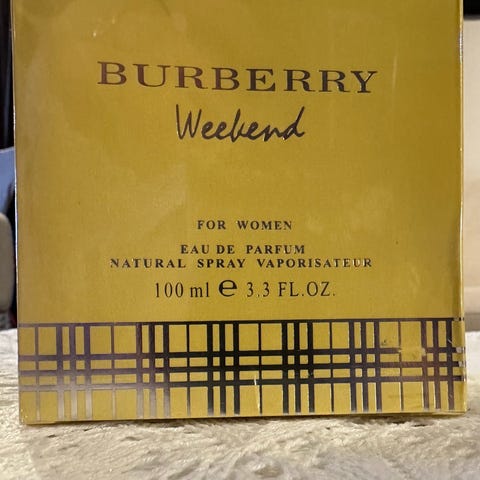 BURBERRY
Weekend
FOR WOMEN
EAU DE PARFUM
NATURAL SPRAY VAPORISATEUR
100 ml ℮ 3.3 FL.OZ.